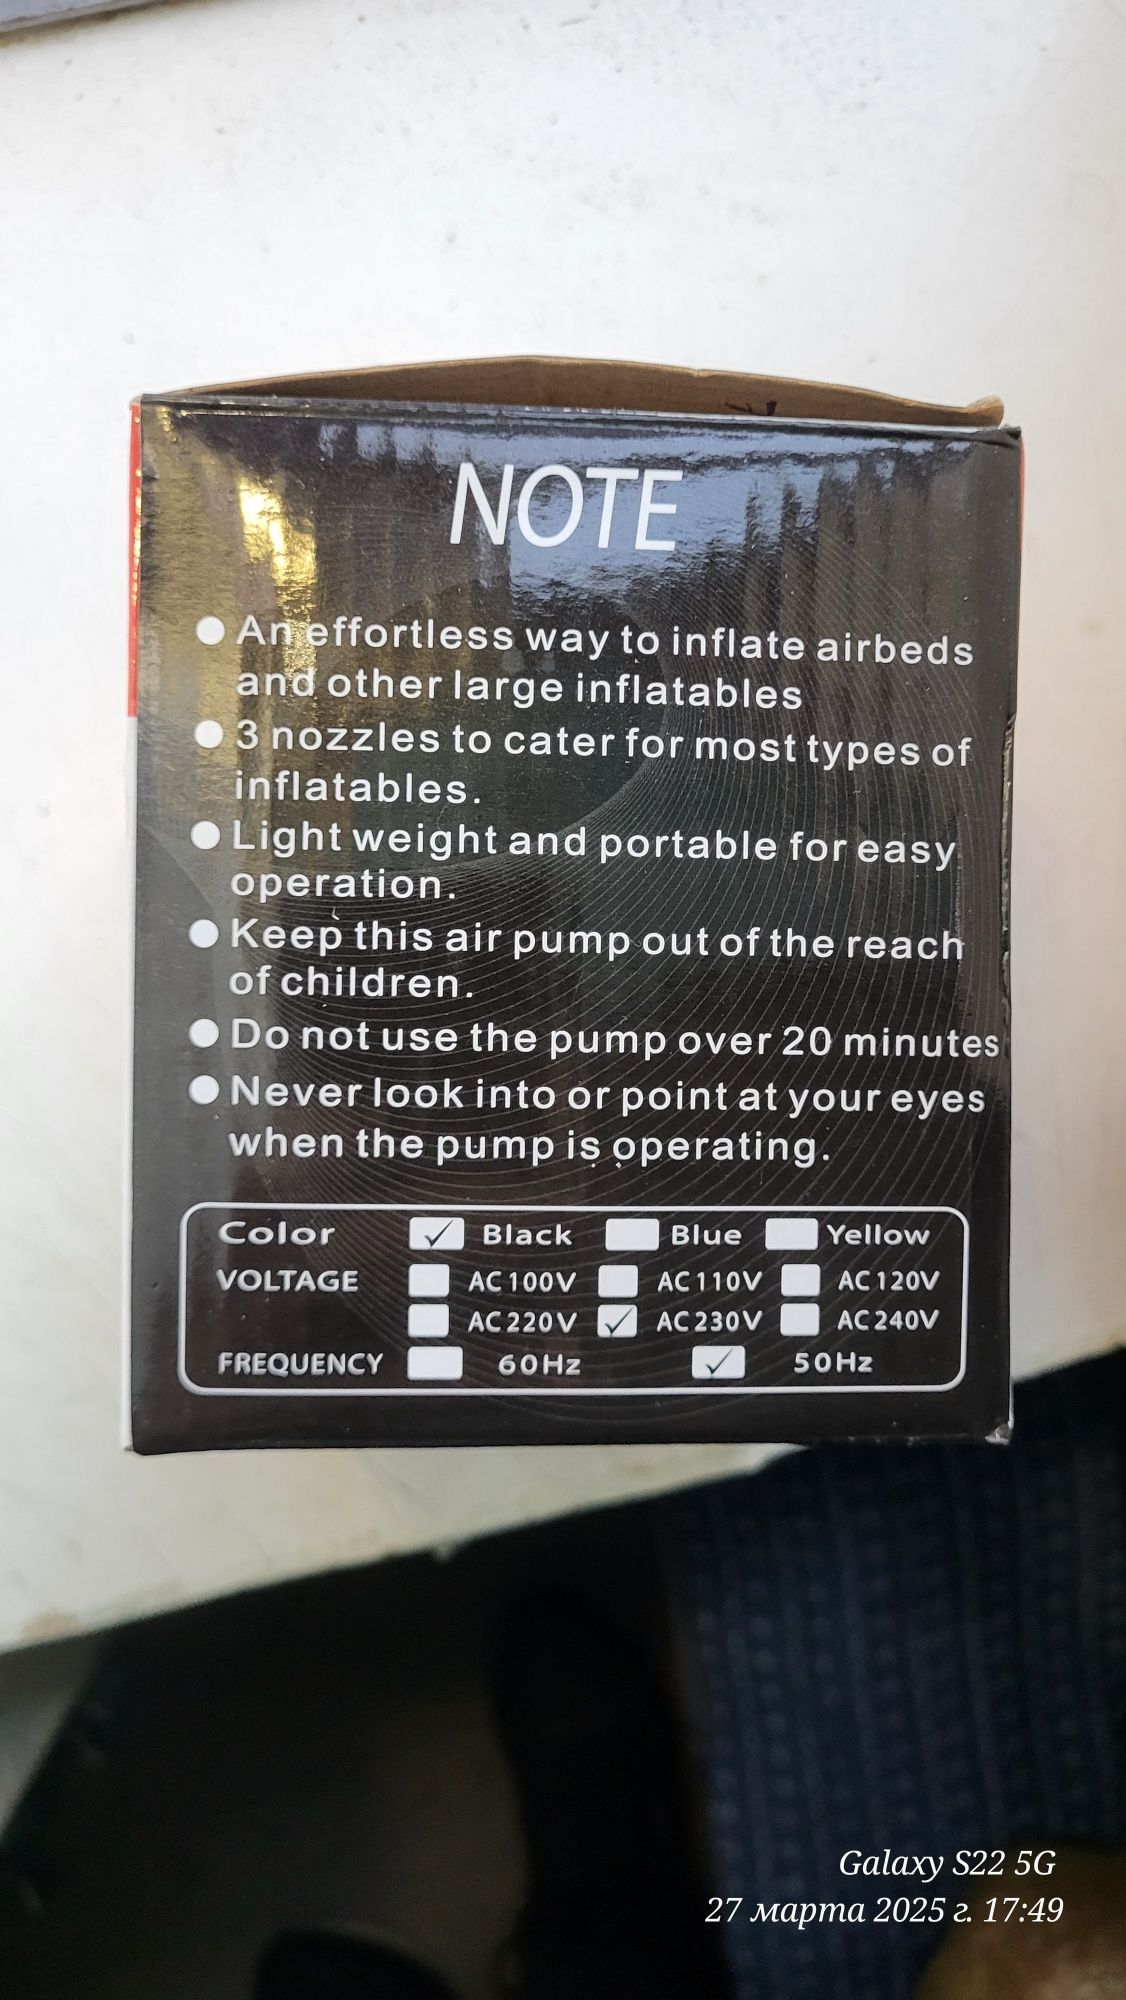 NOTE
● An effortless way to inflate airbeds
and other large inflatables
● 3 nozzles to cater for most types of
inflatables.
● Light weight and portable for easy
operation.
● Keep this air pump out of the reach
of children.
● Do not use the pump over 20 minutes
● Never look into or point at your eyes
when the pump is operating.
Color ✓ Black Blue Yellow
VOLTAGE AC100V AC110V AC120V
AC220V ✓ AC230V AC240V
FREQUENCY 60Hz ✓ 50Hz
Galaxy S22 5G
27 марта 2025 г. 17:49